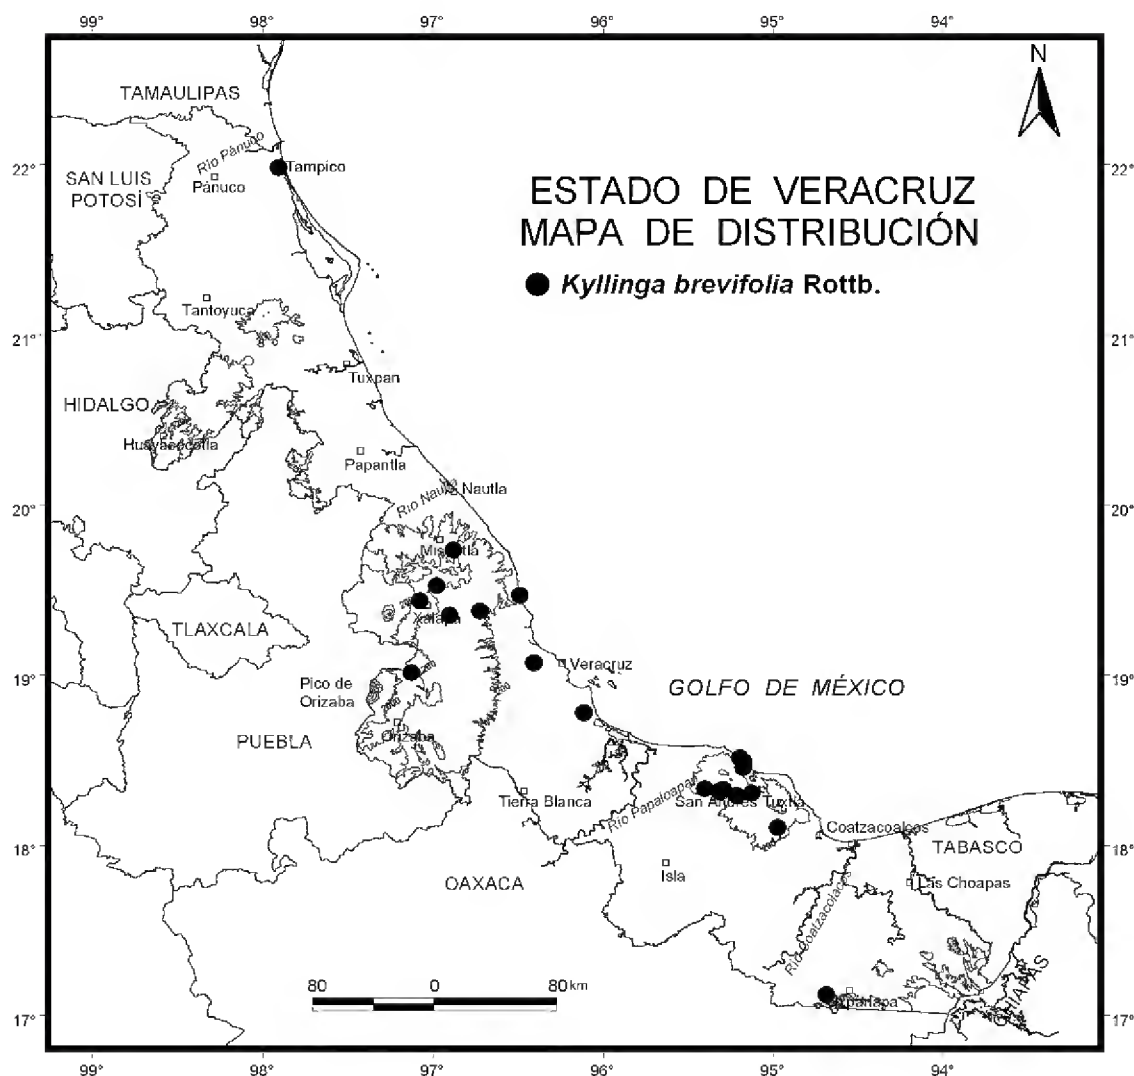 99° 98° 97° 96° 95° 94°
N
TAMAULIPAS
Río Pánuco
22° Tampico 22°
SAN LUIS
POTOSÍ
Pánuco
ESTADO DE VERACRUZ
MAPA DE DISTRIBUCIÓN
Kyllinga brevifolia Rottb.
Tantoyuca
21° 21°
Tuxpan
HIDALGO
Huayacocotla
Papantla
Nautla
Río Nautla
20° 20°
Misantla
Xalapa
TLAXCALA
Veracruz
19° 19°
Pico de
Orizaba
GOLFO DE MÉXICO
PUEBLA
Orizaba
Tierra Blanca
San Andres Tuxtla
Río Papaloapan
Coatzacoalcos
18° 18°
TABASCO
Isla
OAXACA
Las Choapas
Río Coatzacoalcos
CHIAPAS
80 0 80 km
Uxpanapa
17° 17°
99° 98° 97° 96° 95° 94°